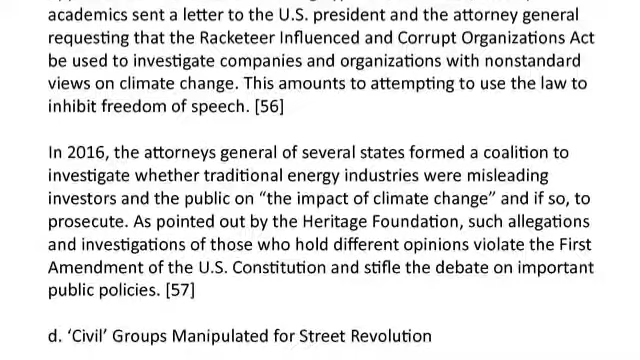 academics sent a letter to the U.S. president and the attorney general
requesting that the Racketeer Influenced and Corrupt Organizations Act
be used to investigate companies and organizations with nonstandard
views on climate change. This amounts to attempting to use the law to
inhibit freedom of speech. [56]
In 2016, the attorneys general of several states formed a coalition to
investigate whether traditional energy industries were misleading
investors and the public on “the impact of climate change” and if so, to
prosecute. As pointed out by the Heritage Foundation, such allegations
and investigations of those who hold different opinions violate the First
Amendment of the U.S. Constitution and stifle the debate on important
public policies. [57]
d. ‘Civil’ Groups Manipulated for Street Revolution